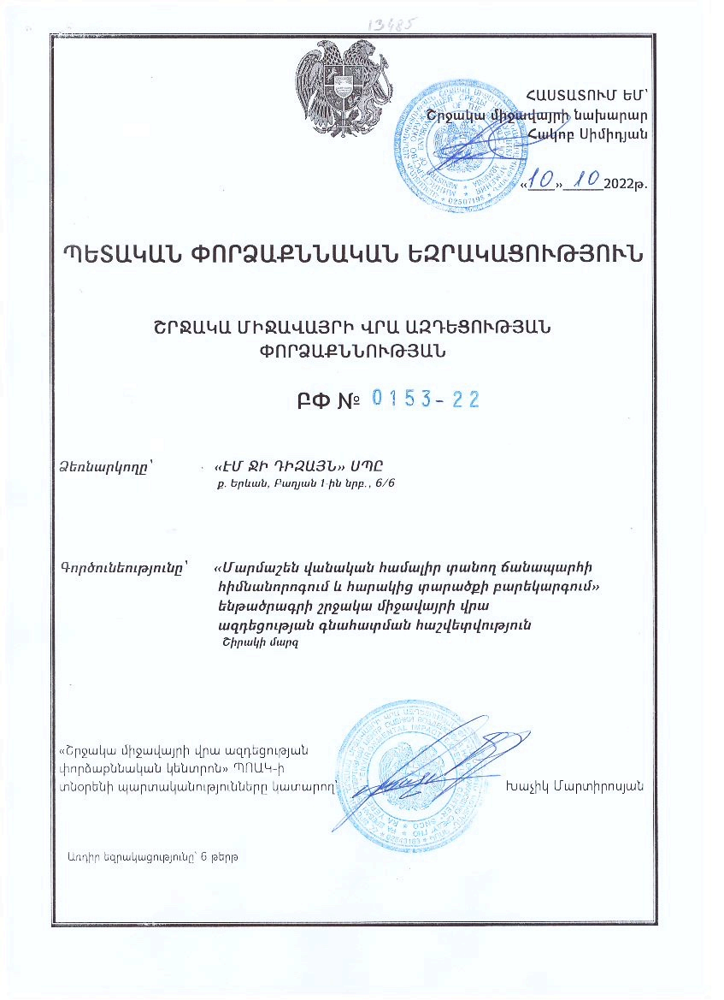 13485
ՀԱՍՏԱՏՈՒՄ ԵՄ՝
Շրջակա միջավայրի նախարար
Հակոբ Սիմիդյան
«10» 10 2022թ.
ՊԵՏԱԿԱՆ ՓՈՐՁԱՔՆՆԱԿԱՆ ԵԶՐԱԿԱՑՈՒԹՅՈՒՆ
ՇՐՋԱԿԱ ՄԻՋԱՎԱՅՐԻ ՎՐԱ ԱԶԴԵՑՈՒԹՅԱՆ
ՓՈՐՁԱՔՆՆՈՒԹՅԱՆ
ԲՓ № 0153-22
Ձեռնարկողը՝ «ԷՄ ՋԻ ԴԻԶԱՅՆ» ՍՊԸ
ք. Երևան, Բաղյան 1-ին նրբ., 6/6
Գործունեությունը՝ «Մարմաշեն վանական համալիր տանող ճանապարհի
հիմնանորոգում և հարակից տարածքի բարեկարգում»
ենթածրագրի շրջակա միջավայրի վրա
ազդեցության գնահատման հաշվետվություն
Շիրակի մարզ
«Շրջակա միջավայրի վրա ազդեցության
փորձաքննական կենտրոն» ՊՈԱԿ-ի
տնօրենի պարտականությունները կատարող՝ Խաչիկ Մարտիրոսյան
Առդիր եզրակացությունը՝ 6 թերթ